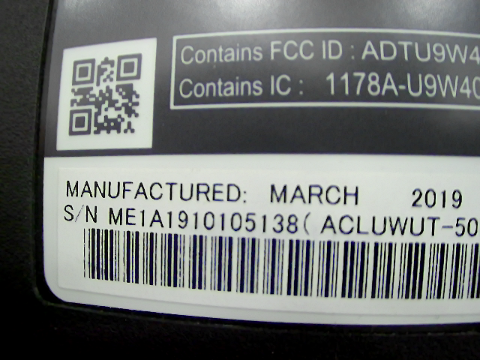 Contains FCC ID : ADTU9W4
Contains IC : 1178A-U9W40
MANUFACTURED: MARCH 2019
S/N ME1A1910105138( ACLUWUT-50